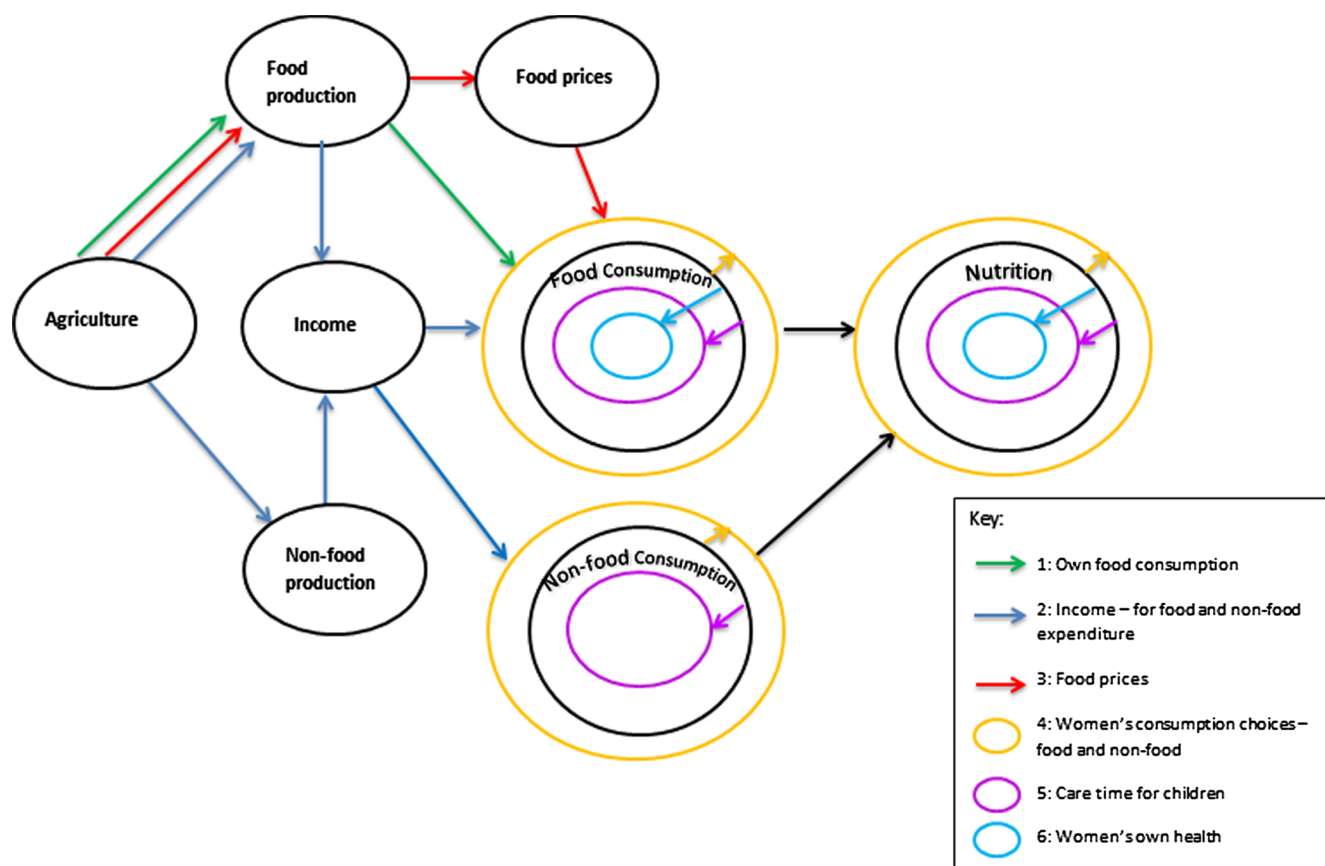 Food
production
Food prices
Agriculture
Income
Food Consumption
Nutrition
Non-food
production
Non-food Consumption
Key:
1: Own food consumption
2: Income – for food and non-food
expenditure
3: Food prices
4: Women's consumption choices –
food and non-food
5: Care time for children
6: Women's own health